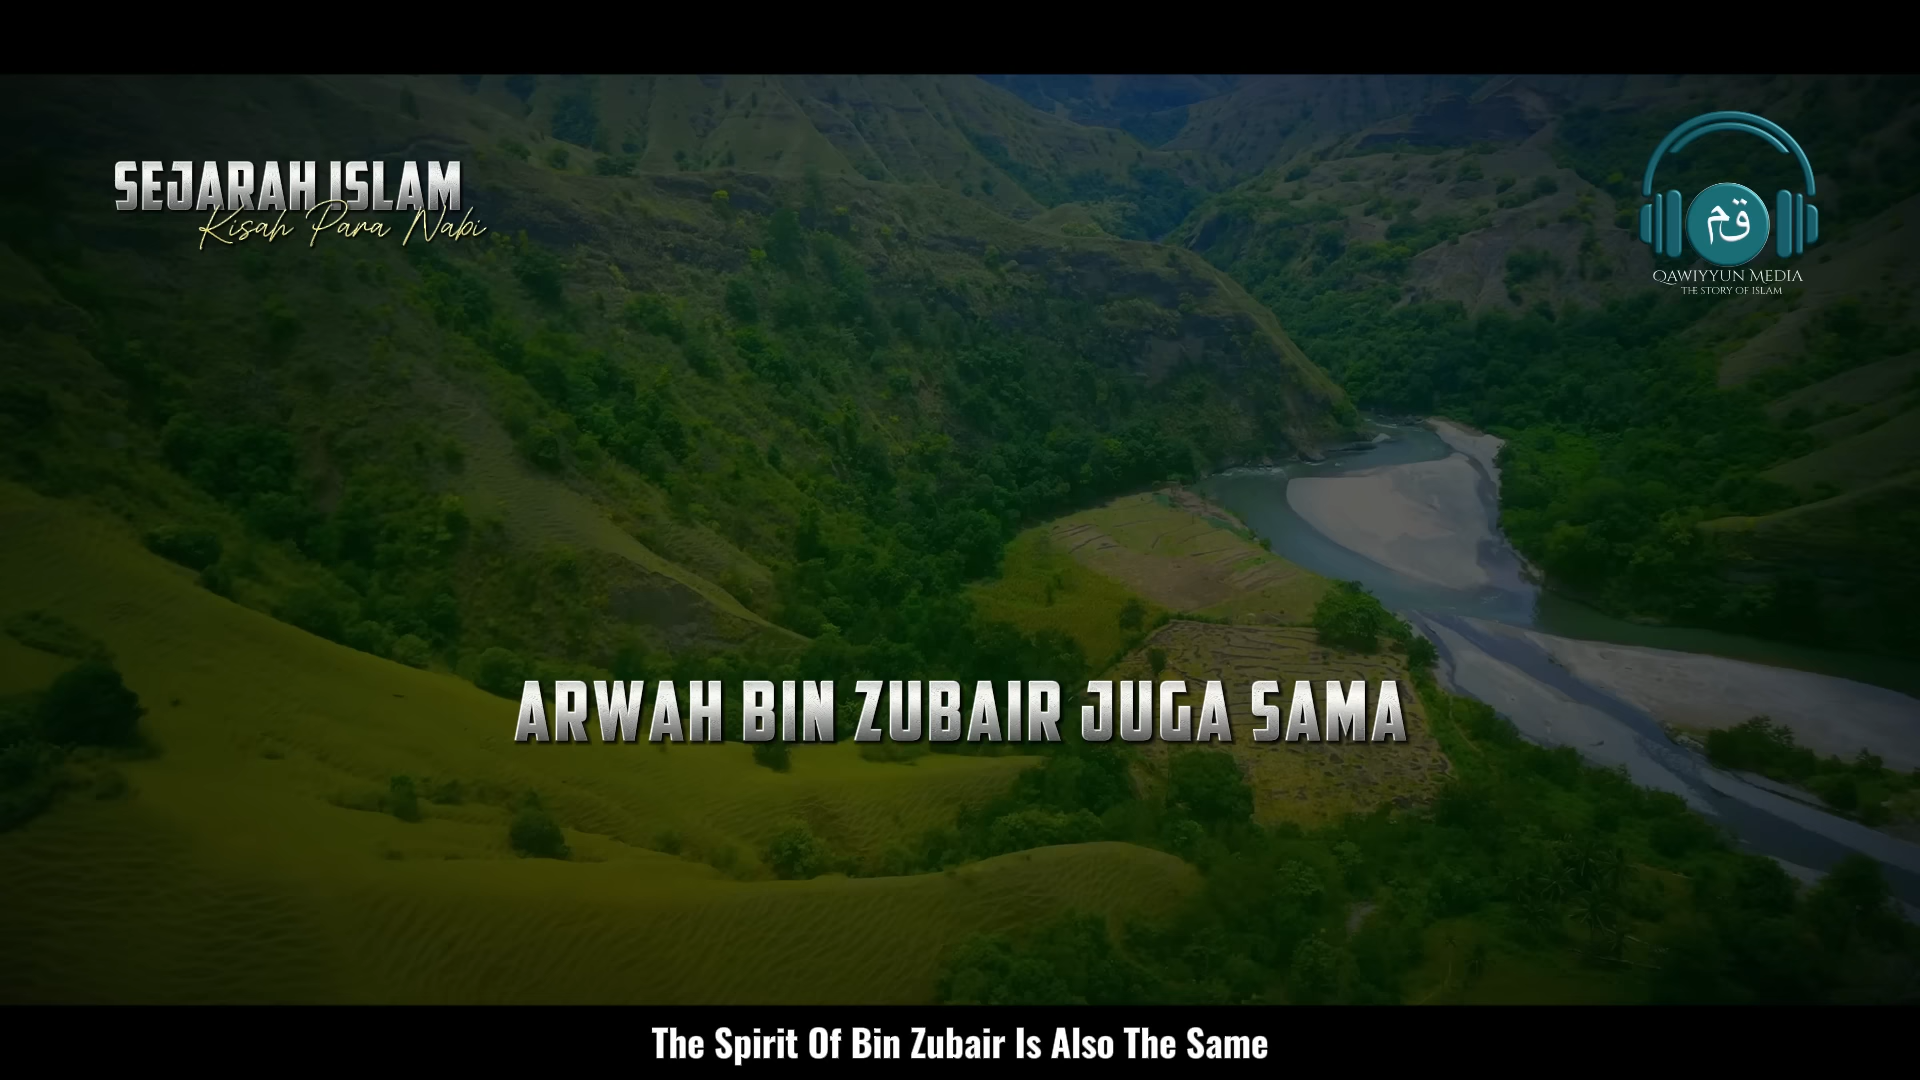 SEJARAH ISLAM
Kisah Para Nabi
قم
QAWIYYUN MEDIA
THE STORY OF ISLAM
ARWAH BIN ZUBAIR JUGA SAMA
The Spirit Of Bin Zubair Is Also The Same